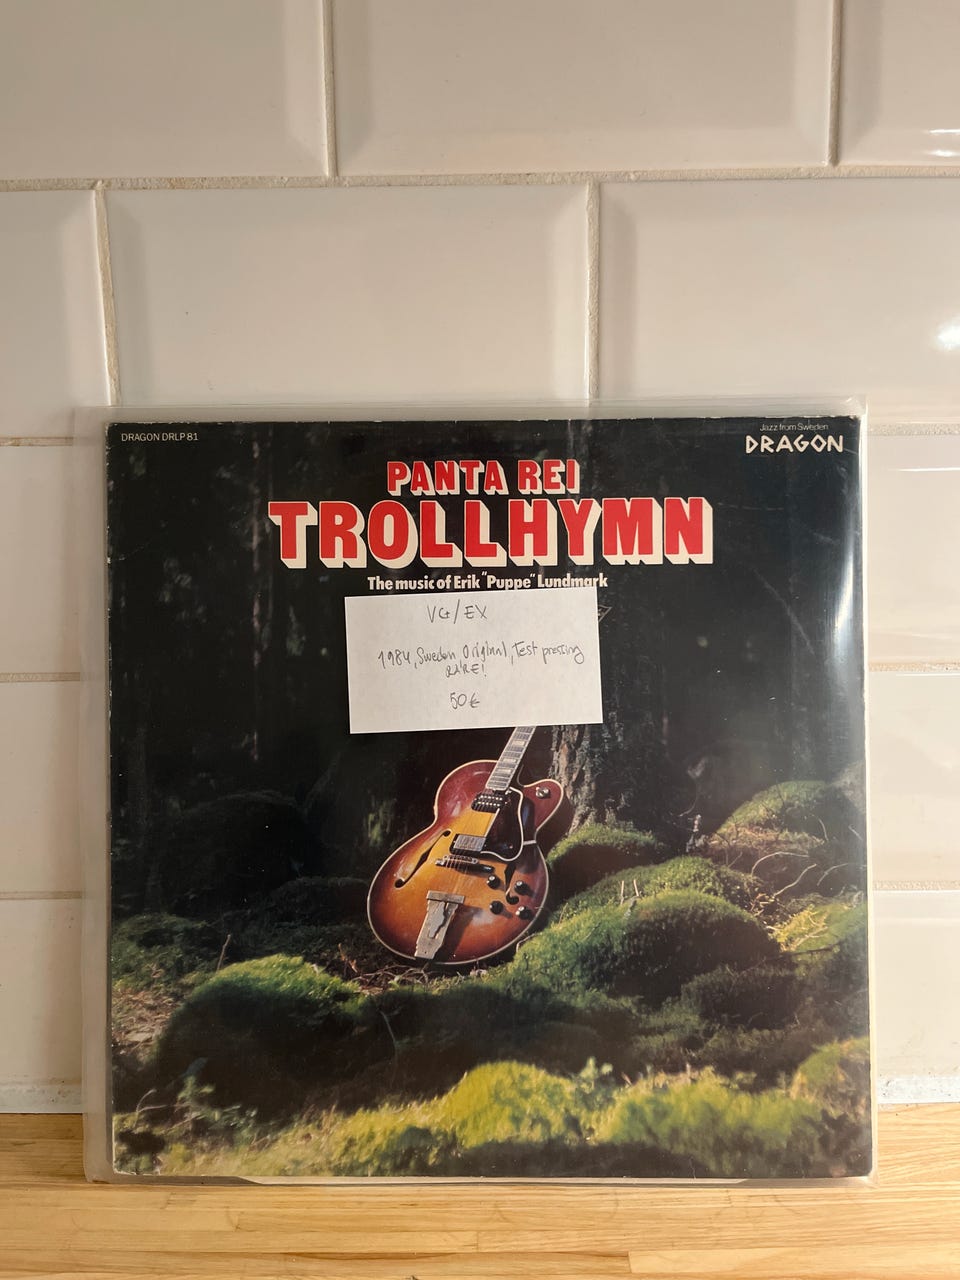 DRAGON DRLP 81
Jazz from Sweden
DRAGON
PANTA REI
TROLLHYMN
The music of Erik "Puppe" Lundmark
VG+/EX
1984, Sweden Original, Test pressing
RARE!
50€